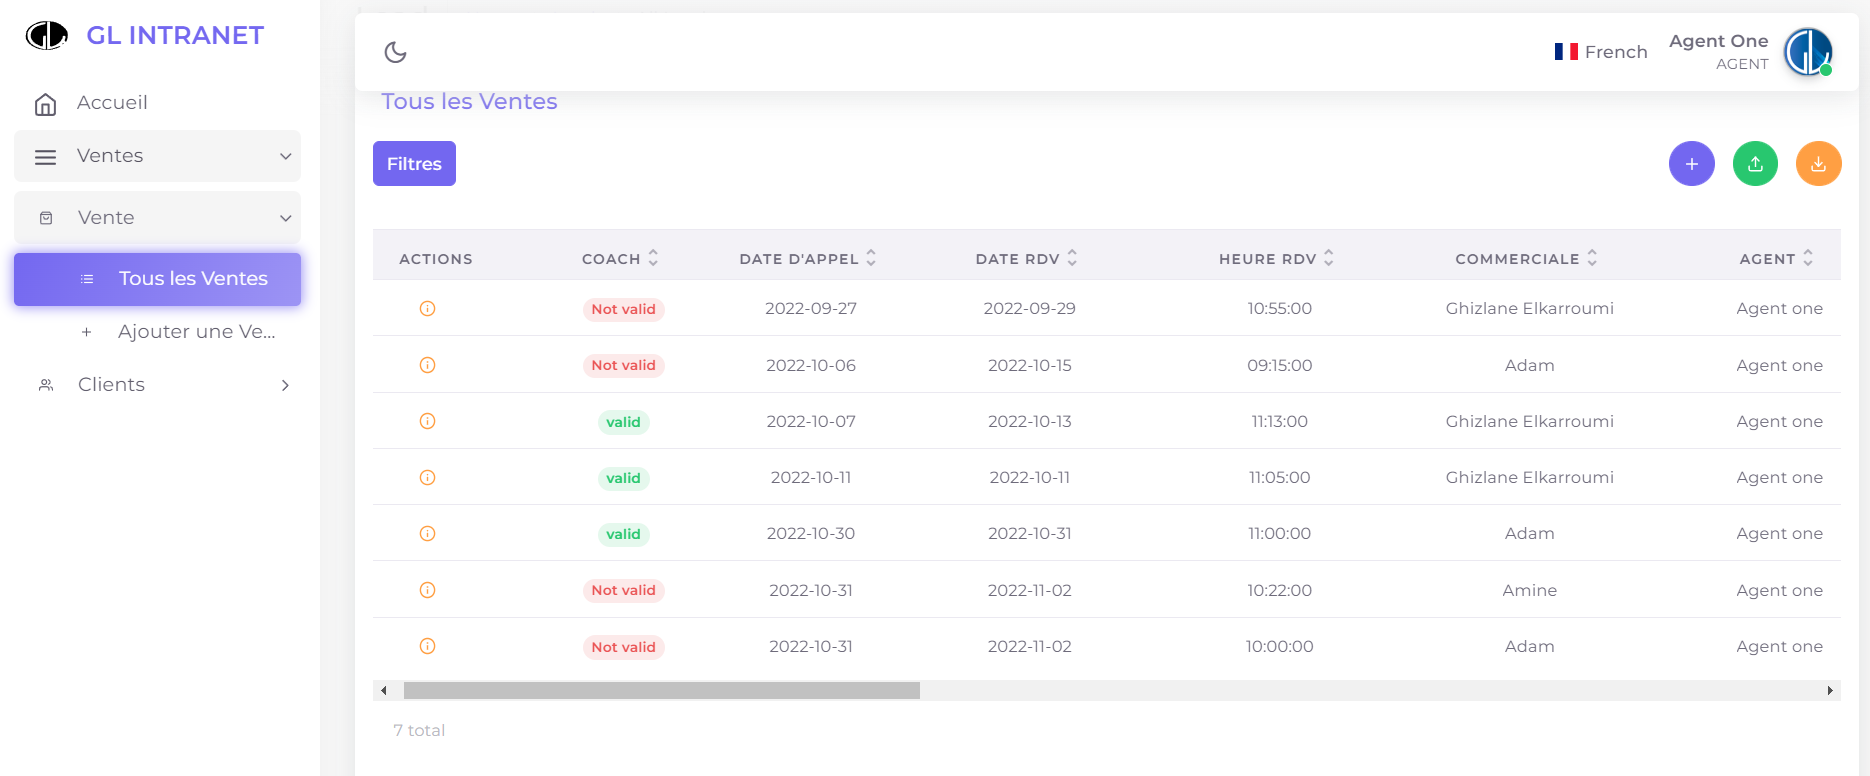 GL INTRANET
Accueil
Ventes
Vente
Tous les Ventes
Ajouter une Ve...
Clients
French
Agent One
AGENT
Tous les Ventes
Filtres
ACTIONS COACH DATE D'APPEL DATE RDV HEURE RDV COMMERCIALE AGENT
Not valid 2022-09-27 2022-09-29 10:55:00 Ghizlane Elkarroumi Agent one
Not valid 2022-10-06 2022-10-15 09:15:00 Adam Agent one
valid 2022-10-07 2022-10-13 11:13:00 Ghizlane Elkarroumi Agent one
valid 2022-10-11 2022-10-11 11:05:00 Ghizlane Elkarroumi Agent one
valid 2022-10-30 2022-10-31 11:00:00 Adam Agent one
Not valid 2022-10-31 2022-11-02 10:22:00 Amine Agent one
Not valid 2022-10-31 2022-11-02 10:00:00 Adam Agent one
7 total